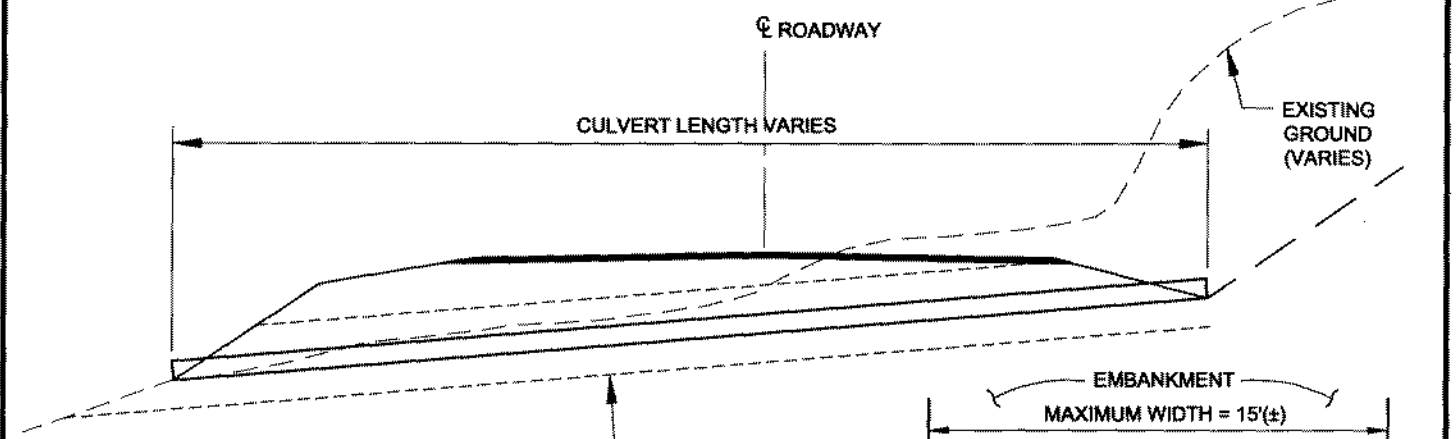 ℄ ROADWAY
CULVERT LENGTH VARIES
EXISTING
GROUND
(VARIES)
EMBANKMENT
MAXIMUM WIDTH = 15'(±)